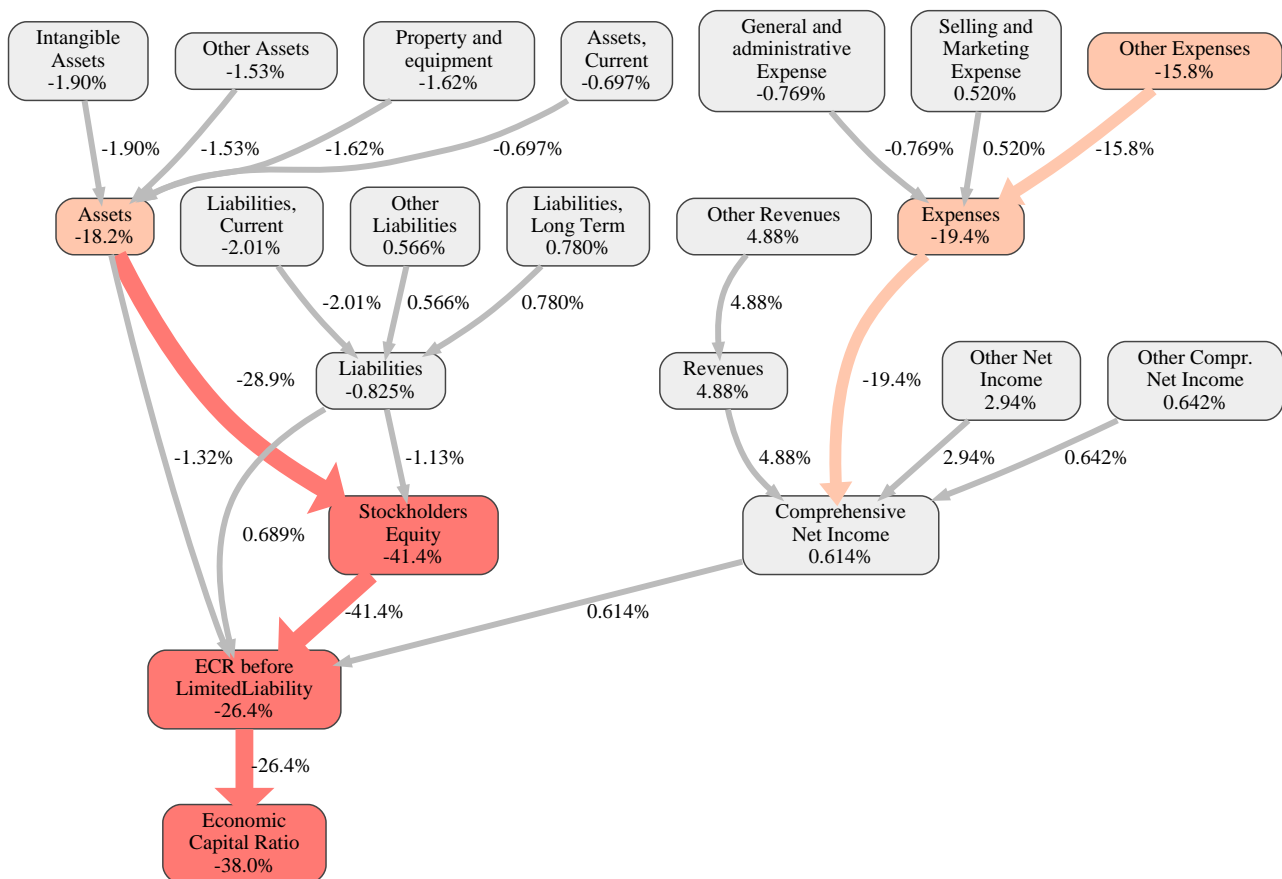 Intangible
Assets
-1.90%
Other Assets
-1.53%
Property and
equipment
-1.62%
Assets,
Current
-0.697%
General and
administrative
Expense
-0.769%
Selling and
Marketing
Expense
0.520%
Other Expenses
-15.8%
-1.90%
-1.53%
-1.62%
-0.697%
-0.769%
0.520%
-15.8%
Assets
-18.2%
Liabilities,
Current
-2.01%
Other
Liabilities
0.566%
Liabilities,
Long Term
0.780%
Other Revenues
4.88%
Expenses
-19.4%
-2.01%
0.566%
0.780%
4.88%
-28.9%
Liabilities
-0.825%
Revenues
4.88%
-19.4%
Other Net
Income
2.94%
Other Compr.
Net Income
0.642%
-1.32%
-1.13%
4.88%
2.94%
0.642%
0.689%
Stockholders
Equity
-41.4%
Comprehensive
Net Income
0.614%
-41.4%
0.614%
ECR before
LimitedLiability
-26.4%
-26.4%
Economic
Capital Ratio
-38.0%